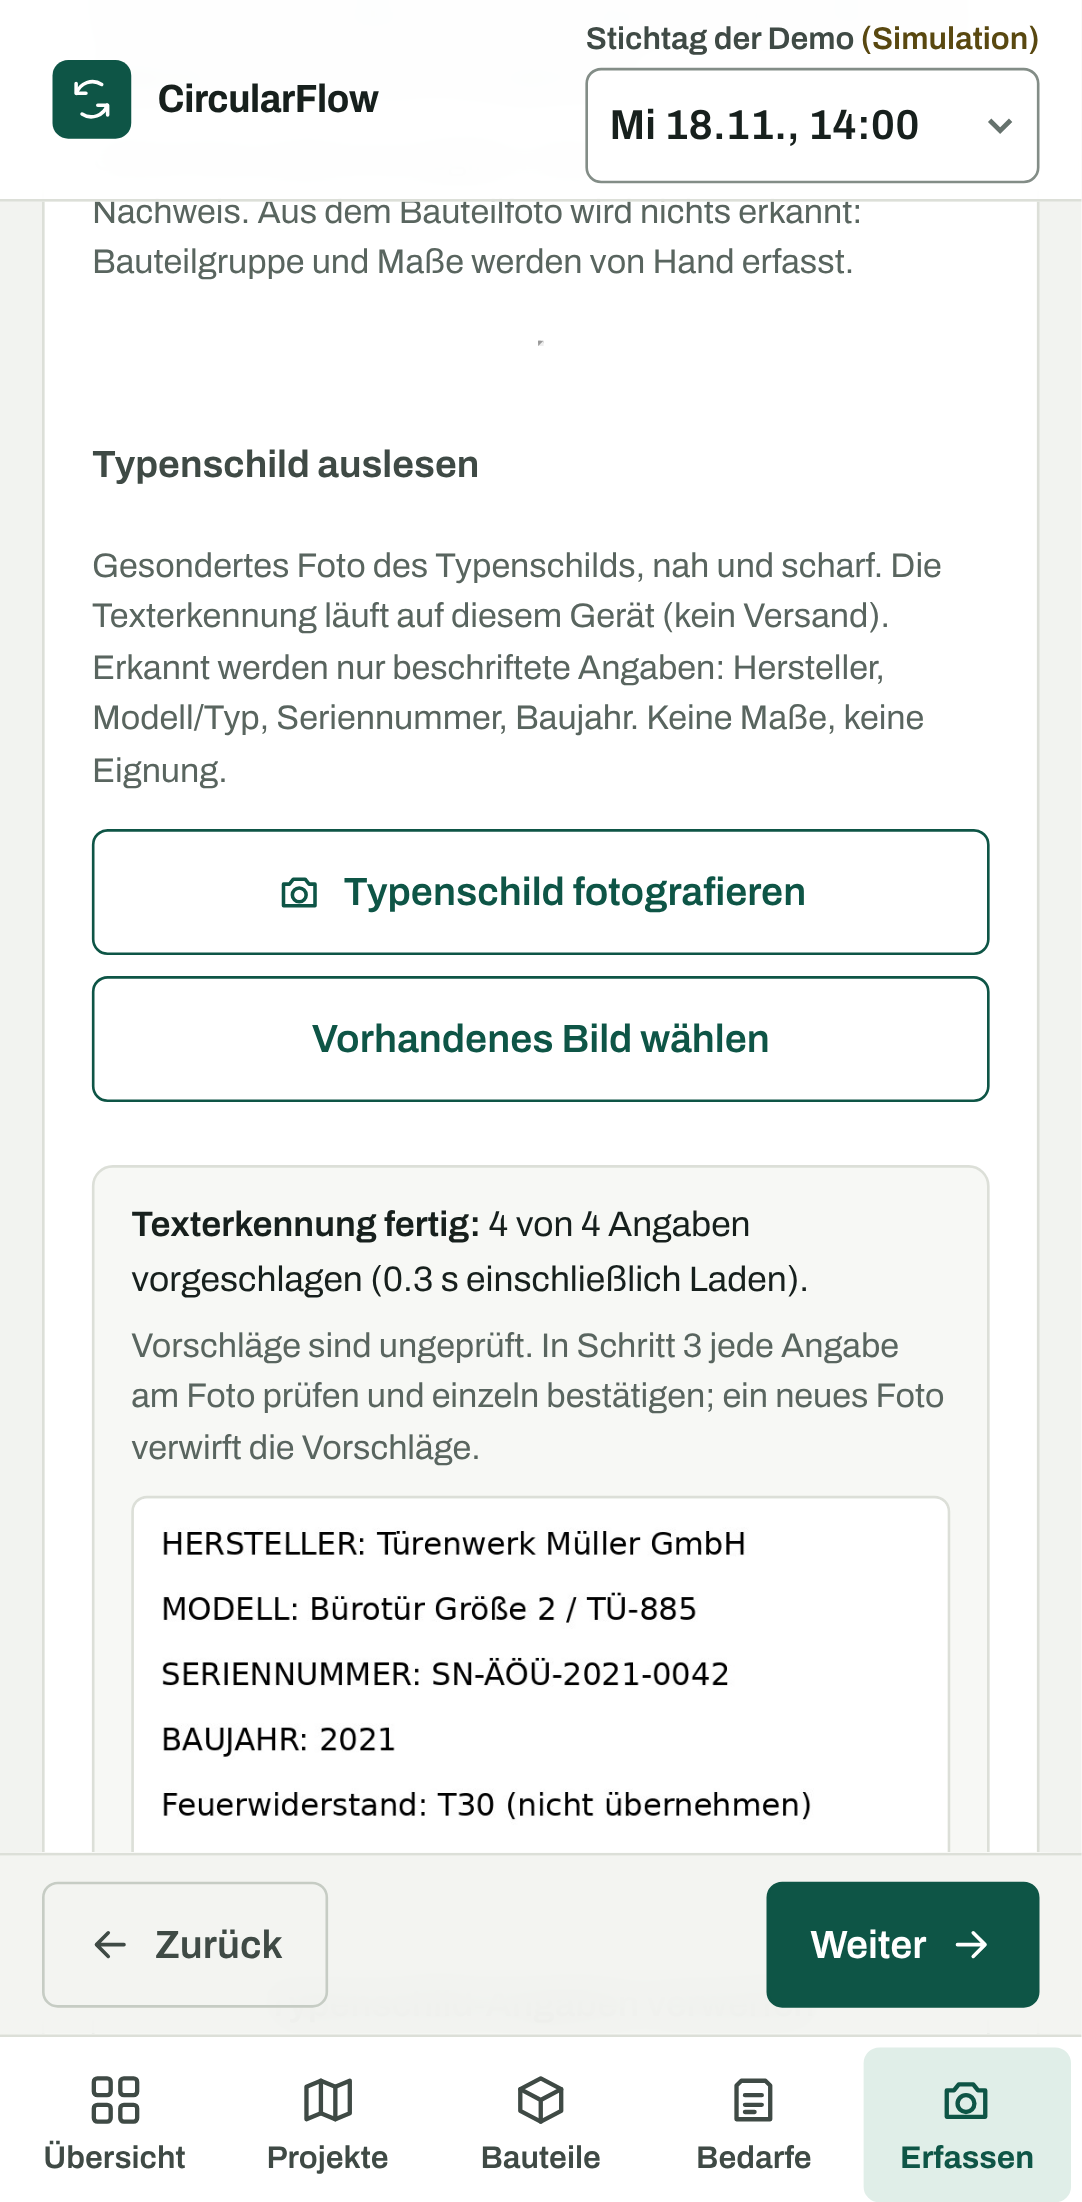 Stichtag der Demo (Simulation)
CircularFlow
Mi 18.11., 14:00
Nachweis. Aus dem Bauteilfoto wird nichts erkannt:
Bauteilgruppe und Maße werden von Hand erfasst.
Typenschild auslesen
Gesondertes Foto des Typenschilds, nah und scharf. Die
Texterkennung läuft auf diesem Gerät (kein Versand).
Erkannt werden nur beschriftete Angaben: Hersteller,
Modell/Typ, Seriennummer, Baujahr. Keine Maße, keine
Eignung.
Typenschild fotografieren
Vorhandenes Bild wählen
Texterkennung fertig: 4 von 4 Angaben
vorgeschlagen (0.3 s einschließlich Laden).
Vorschläge sind ungeprüft. In Schritt 3 jede Angabe
am Foto prüfen und einzeln bestätigen; ein neues Foto
verwirft die Vorschläge.
HERSTELLER: Türenwerk Müller GmbH
MODELL: Bürotür Größe 2 / TÜ-885
SERIENNUMMER: SN-ÄÖÜ-2021-0042
BAUJAHR: 2021
Feuerwiderstand: T30 (nicht übernehmen)
Zurück
Weiter
Übersicht
Projekte
Bauteile
Bedarfe
Erfassen